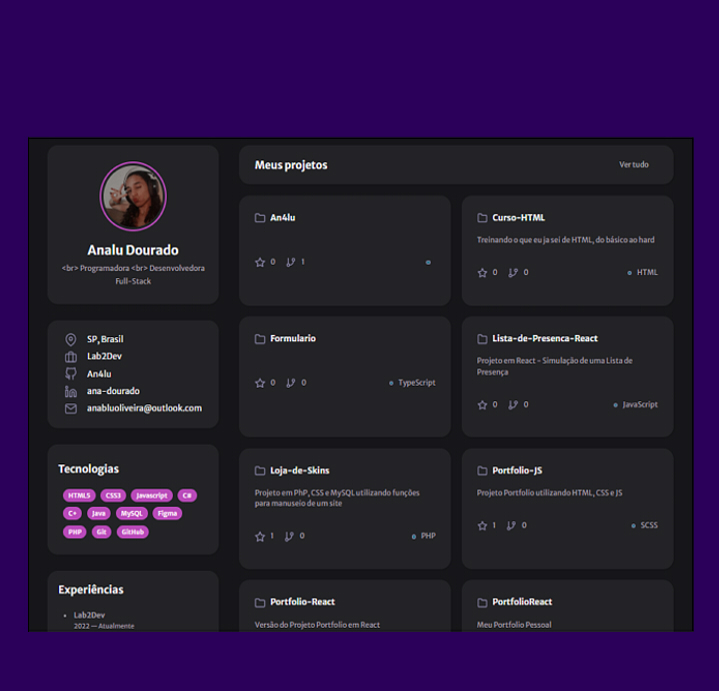 Analu Dourado
<br> Programadora <br> Desenvolvedora
Full-Stack
SP, Brasil
Lab2Dev
An4lu
ana-dourado
anabluoliveira@outlook.com
Tecnologias
HTML5 CSS3 Javascript C#
C+ Java MySQL Figma
PHP Git GitHub
Experiências
Lab2Dev
2022 — Atualmente
Meus projetos Ver tudo
An4lu
0 1
Curso-HTML
Treinando o que eu ja sei de HTML, do básico ao hard
0 0 HTML
Formulario
0 0 TypeScript
Lista-de-Presenca-React
Projeto em React - Simulação de uma Lista de
Presença
0 0 JavaScript
Loja-de-Skins
Projeto em PhP, CSS e MySQL utilizando funções
para manuseio de um site
1 0 PHP
Portfolio-JS
Projeto Portfolio utilizando HTML, CSS e JS
1 0 SCSS
Portfolio-React
Versão do Projeto Portfolio em React
PortfolioReact
Meu Portfolio Pessoal